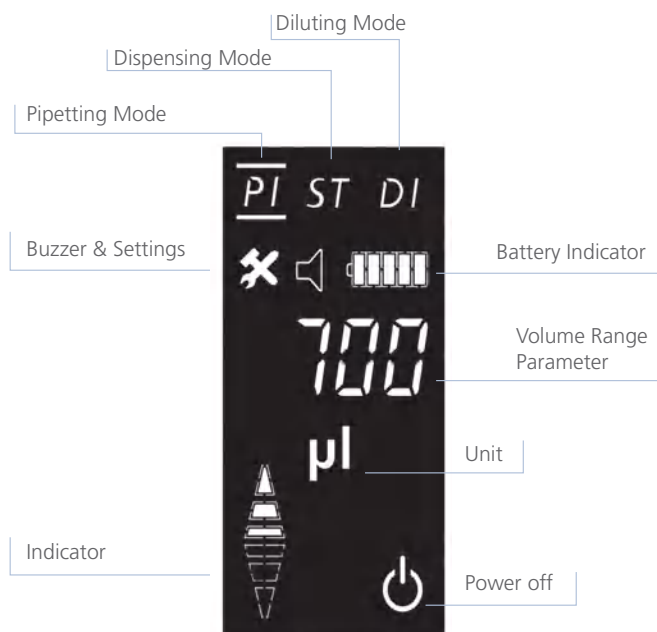 Diluting Mode
Dispensing Mode
Pipetting Mode
PI ST DI
Buzzer & Settings
Battery Indicator
700
Volume Range
Parameter
µl
Unit
Indicator
Power off